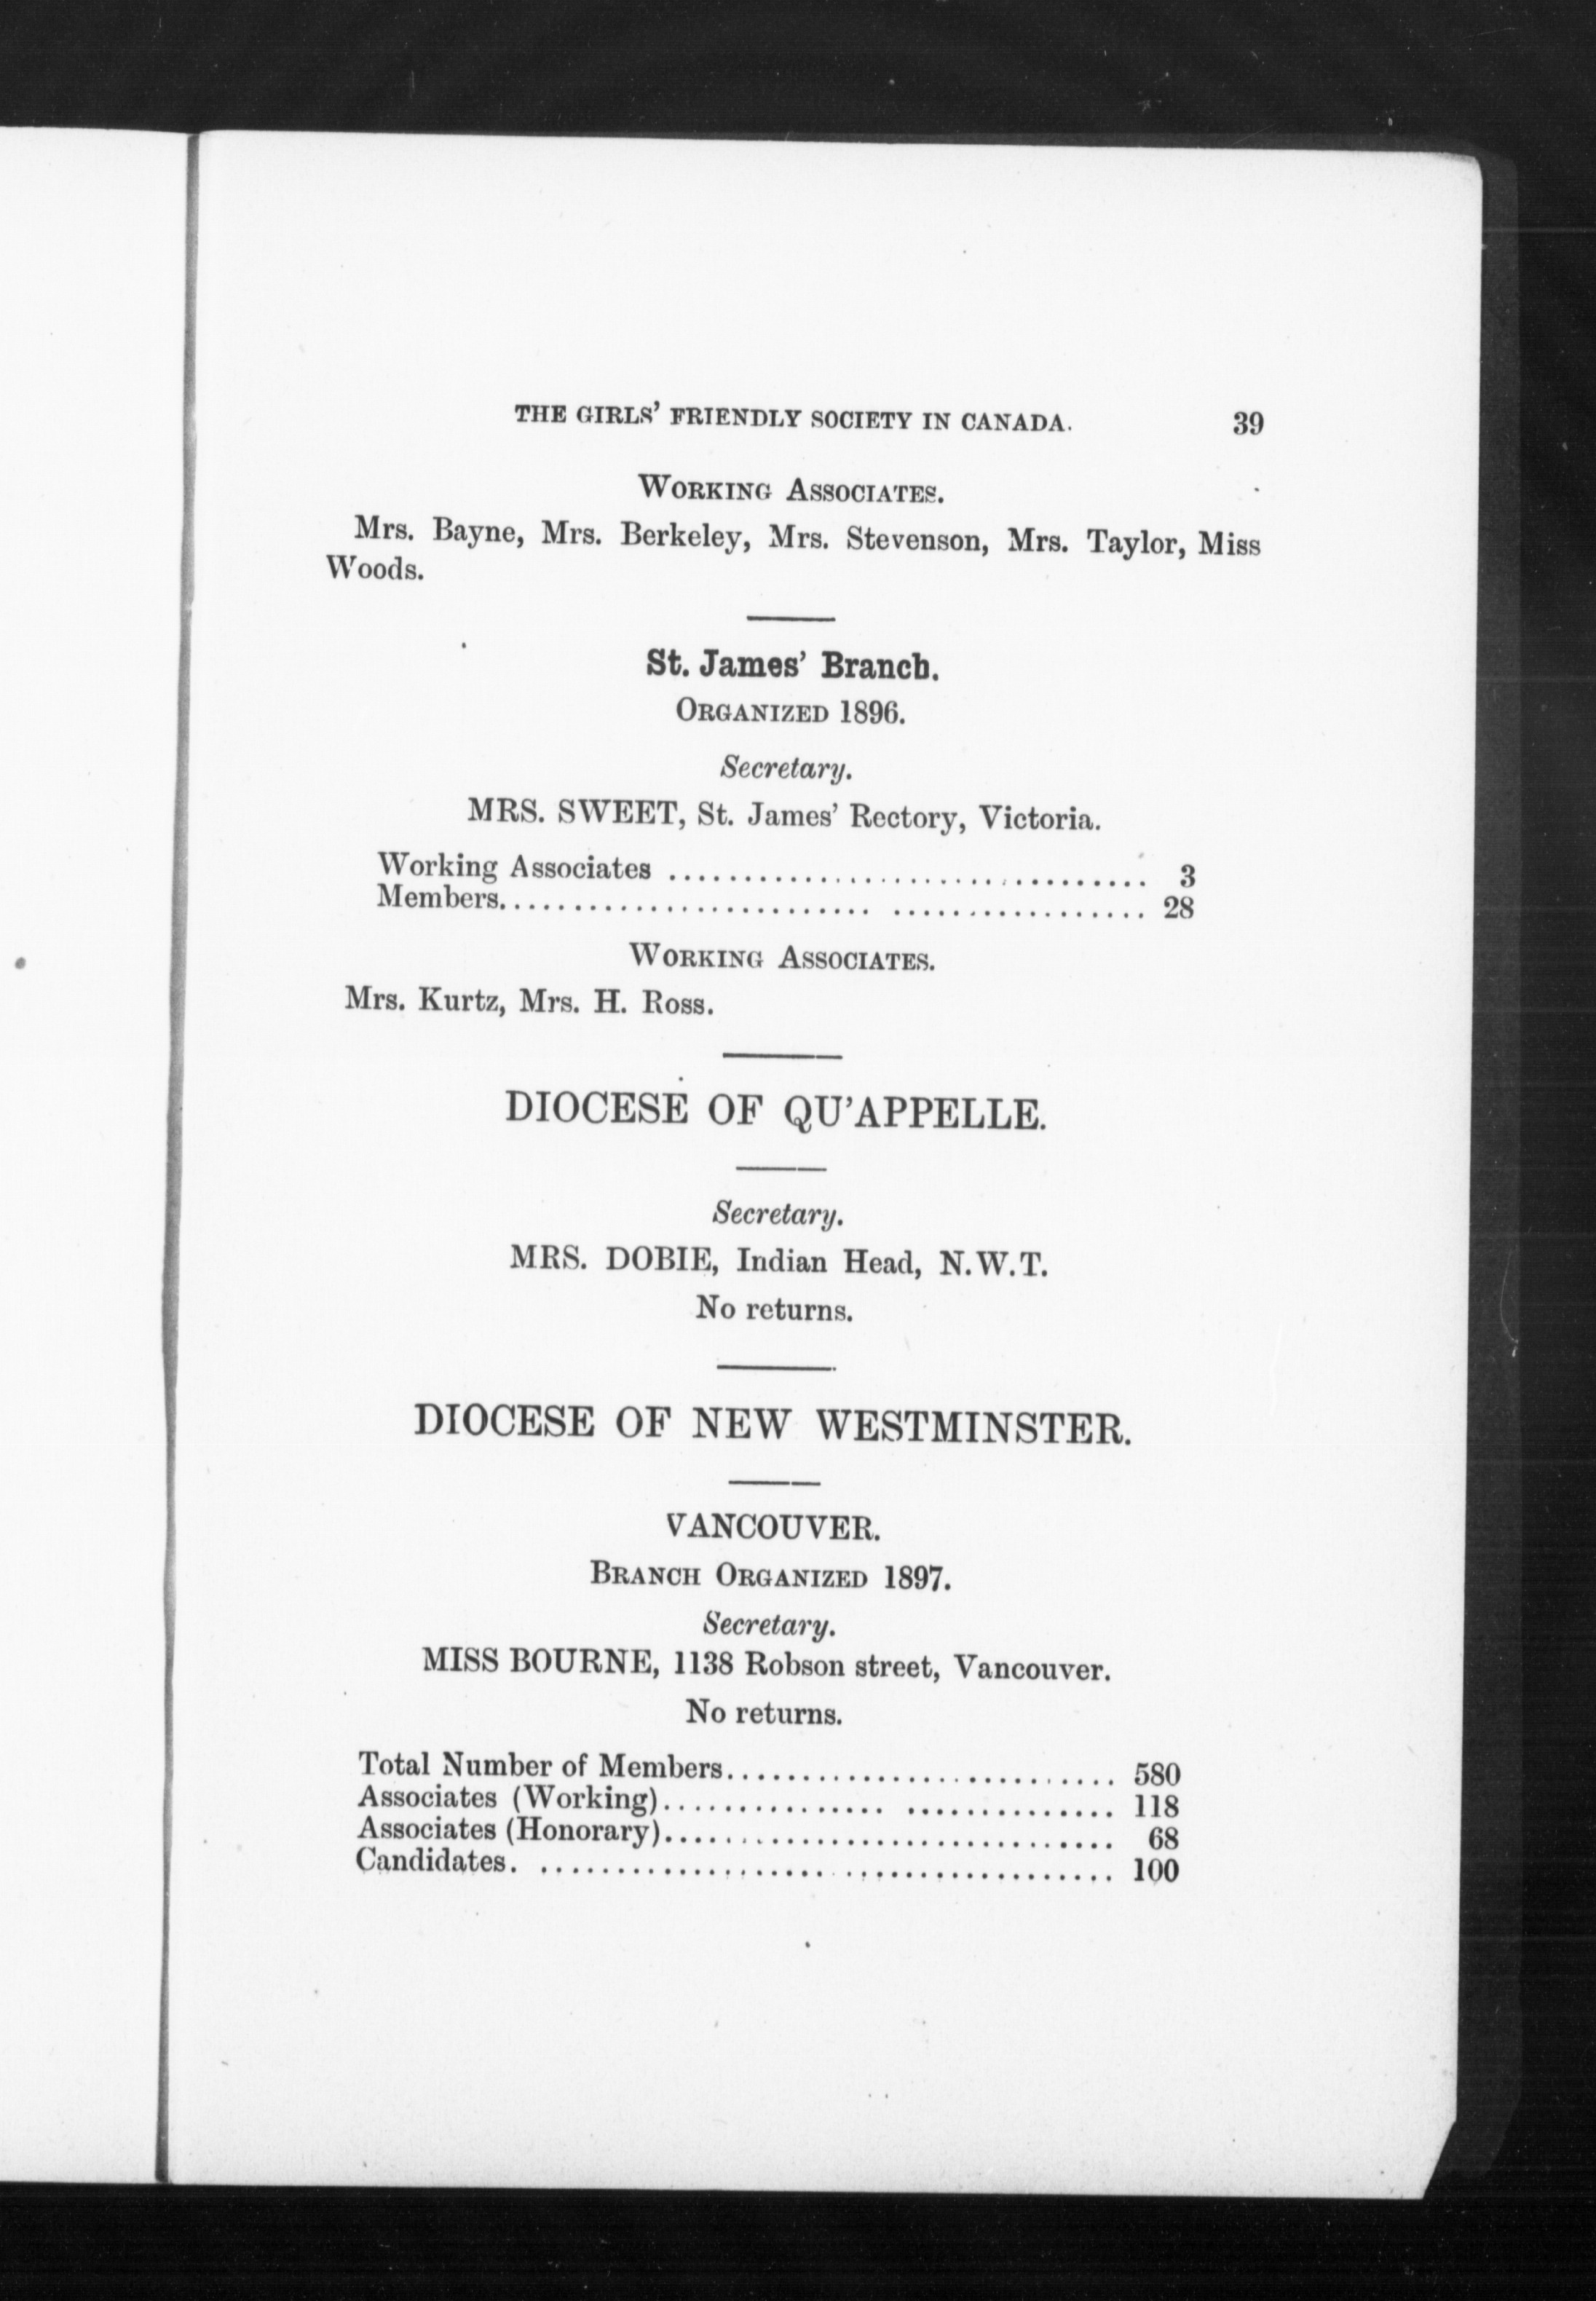 THE GIRLS' FRIENDLY SOCIETY IN CANADA. 39
WORKING ASSOCIATES.
Mrs. Bayne, Mrs. Berkeley, Mrs. Stevenson, Mrs. Taylor, Miss
Woods.
St. James' Branch.
ORGANIZED 1896.
Secretary.
MRS. SWEET, St. James' Rectory, Victoria.
Working Associates ................................ 3
Members......................... ................. 28
WORKING ASSOCIATES.
Mrs. Kurtz, Mrs. H. Ross.
DIOCESE OF QU'APPELLE.
Secretary.
MRS. DOBIE, Indian Head, N.W.T.
No returns.
DIOCESE OF NEW WESTMINSTER.
VANCOUVER.
BRANCH ORGANIZED 1897.
Secretary.
MISS BOURNE, 1138 Robson street, Vancouver.
No returns.
Total Number of Members.......................... 580
Associates (Working)............... .............. 118
Associates (Honorary).............................. 68
Candidates. ...................................... 100